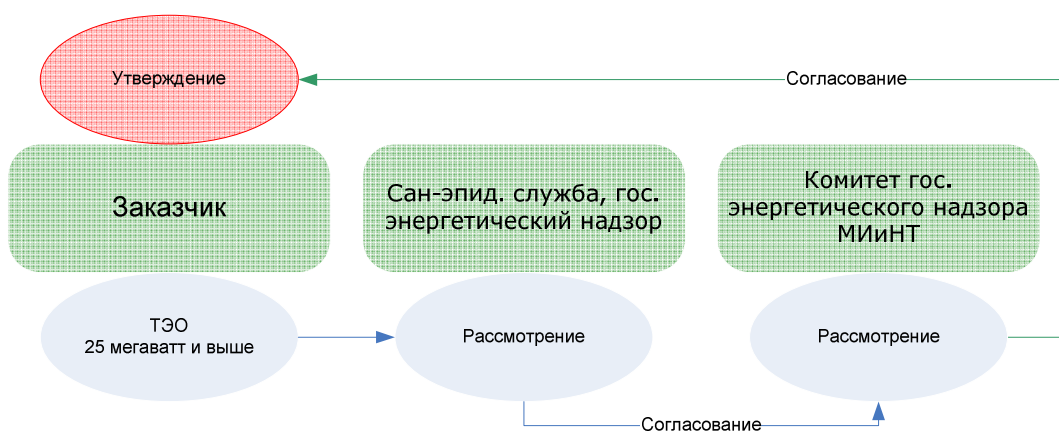 Утверждение
Согласование
Заказчик
Сан-эпид. служба, гос.
энергетический надзор
Комитет гос.
энергетического надзора
МИиНТ
ТЭО
25 мегаватт и выше
Рассмотрение
Рассмотрение
Согласование